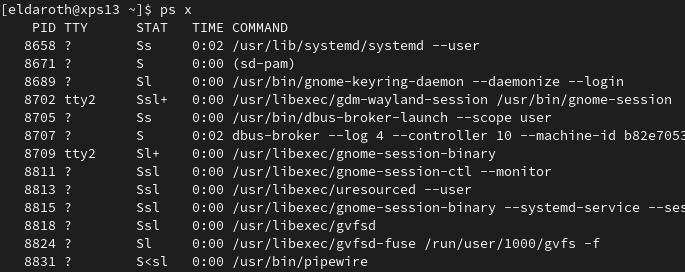 [eldaroth@xps13 ~]$ ps x
    PID TTY      STAT   TIME COMMAND
   8658 ?        Ss     0:02 /usr/lib/systemd/systemd --user
   8671 ?        S      0:00 (sd-pam)
   8689 ?        Sl     0:00 /usr/bin/gnome-keyring-daemon --daemonize --login
   8702 tty2     Ssl+   0:00 /usr/libexec/gdm-wayland-session /usr/bin/gnome-session
   8705 ?        Ss     0:00 /usr/bin/dbus-broker-launch --scope user
   8707 ?        S      0:02 dbus-broker --log 4 --controller 10 --machine-id b82e7053
   8709 tty2     Sl+    0:00 /usr/libexec/gnome-session-binary
   8811 ?        Ssl    0:00 /usr/libexec/gnome-session-ctl --monitor
   8813 ?        Ssl    0:00 /usr/libexec/uresourced --user
   8815 ?        Ssl    0:00 /usr/libexec/gnome-session-binary --systemd-service --ses
   8818 ?        Ssl    0:00 /usr/libexec/gvfsd
   8824 ?        Sl     0:00 /usr/libexec/gvfsd-fuse /run/user/1000/gvfs -f
   8831 ?        S<sl   0:00 /usr/bin/pipewire